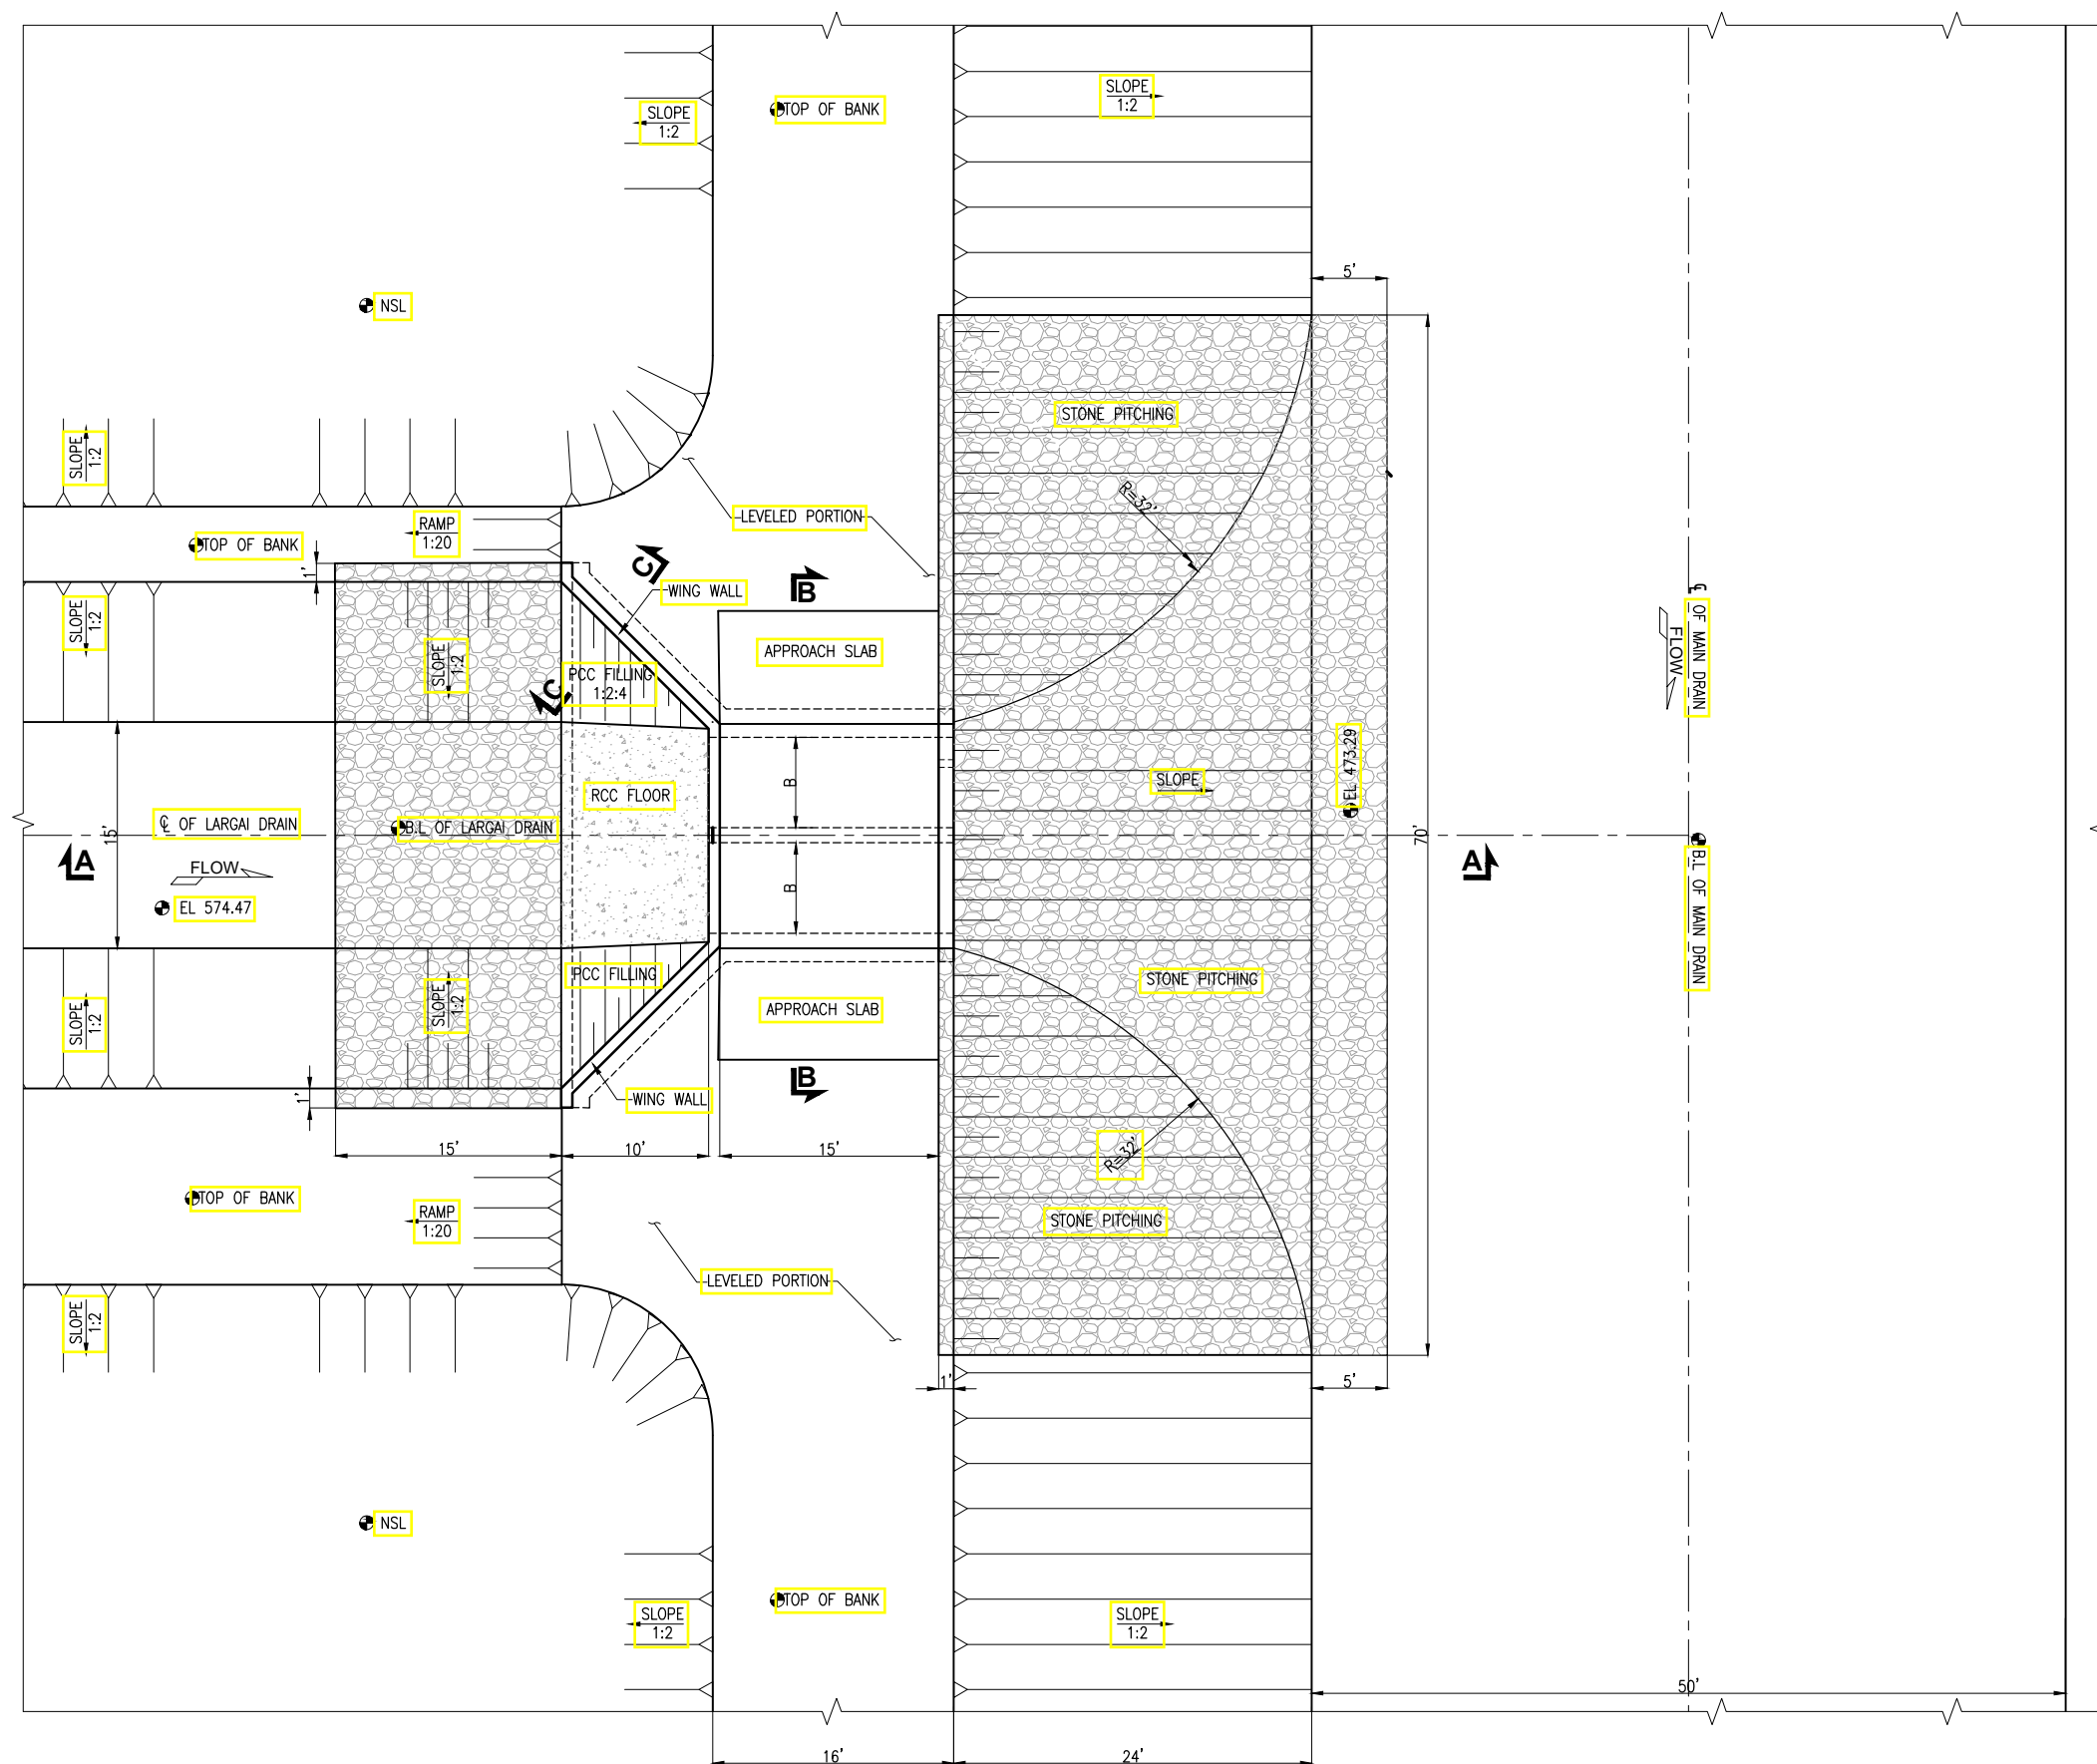 SLOPE
1:2
TOP OF BANK
SLOPE
1:2
5'
NSL
STONE PITCHING
SLOPE
1:2
R=32'
LEVELED PORTION
RAMP
1:20
TOP OF BANK
1'
C
B
WING WALL
SLOPE
1:2
℄ OF MAIN DRAIN
FLOW
APPROACH SLAB
SLOPE
1:2
PCC FILLING
1:2:4
C
EL 473.29
SLOPE
B
RCC FLOOR
℄ OF LARGAI DRAIN
B.L OF LARGAI DRAIN
15'
70'
A
FLOW
A
B
B.L OF MAIN DRAIN
EL 574.47
PCC FILLING
STONE PITCHING
SLOPE
1:2
SLOPE
1:2
APPROACH SLAB
B
1'
WING WALL
15'
10'
15'
R=32'
TOP OF BANK
RAMP
1:20
STONE PITCHING
LEVELED PORTION
SLOPE
1:2
1'
5'
NSL
TOP OF BANK
SLOPE
1:2
SLOPE
1:2
50'
16'
24'